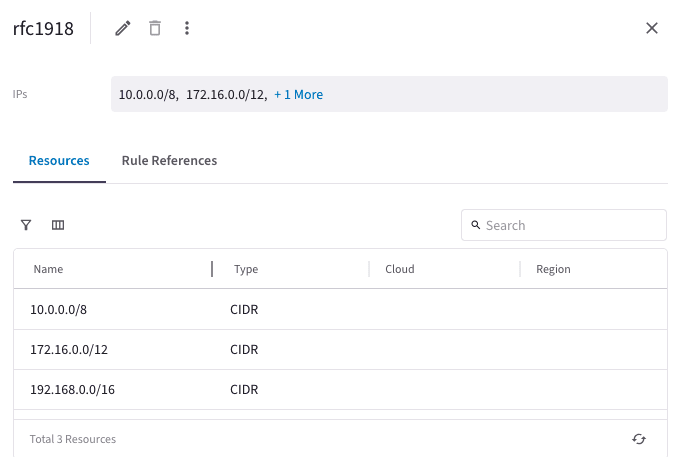 rfc1918
IPs 10.0.0.0/8, 172.16.0.0/12, + 1 More
Resources Rule References
Search
Name Type Cloud Region
10.0.0.0/8 CIDR
172.16.0.0/12 CIDR
192.168.0.0/16 CIDR
Total 3 Resources